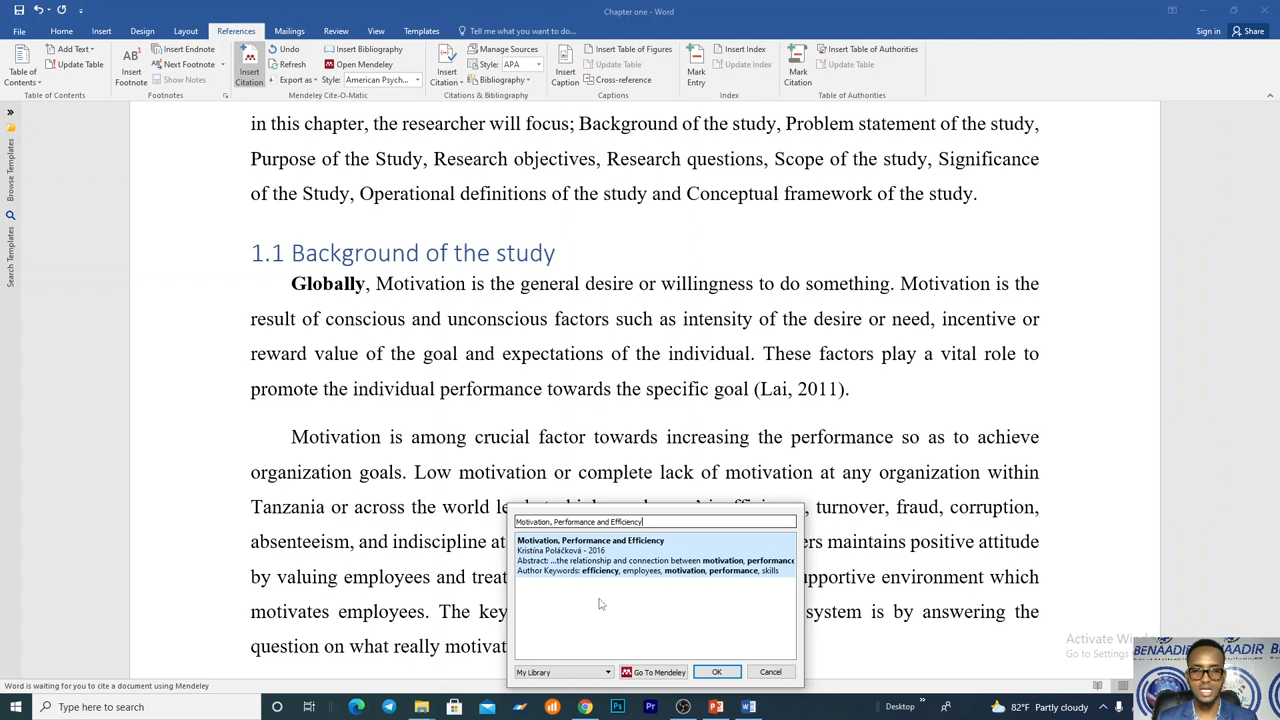 Chapter one - Word
Sign in
Share
File
Home
Insert
Design
Layout
References
Mailings
Review
View
Templates
Tell me what you want to do...
Table of Contents
Add Text
Update Table
Table of Contents
Insert Footnote
Insert Endnote
Next Footnote
Show Notes
Footnotes
Insert Citation
Undo
Refresh
Export as
Insert Bibliography
Open Mendeley
Style: American Psych...
Mendeley Cite-O-Matic
Insert Citation
Manage Sources
Style: APA
Bibliography
Citations & Bibliography
Insert Caption
Insert Table of Figures
Update Table
Cross-reference
Captions
Mark Entry
Insert Index
Update Index
Index
Mark Citation
Insert Table of Authorities
Update Table
Table of Authorities
Browse Templates
Search Templates
in this chapter, the researcher will focus; Background of the study, Problem statement of the study,
Purpose of the Study, Research objectives, Research questions, Scope of the study, Significance
of the Study, Operational definitions of the study and Conceptual framework of the study.
1.1 Background of the study
Globally, Motivation is the general desire or willingness to do something. Motivation is the
result of conscious and unconscious factors such as intensity of the desire or need, incentive or
reward value of the goal and expectations of the individual. These factors play a vital role to
promote the individual performance towards the specific goal (Lai, 2011).
Motivation is among crucial factor towards increasing the performance so as to achieve
organization goals. Low motivation or complete lack of motivation at any organization within
Tanzania or across the world turnover, fraud, corruption,
absenteeism, and indiscipline maintains positive attitude
by valuing employees and supportive environment which
motivates employees. The system is by answering the
question on what really
Motivation, Performance and Efficiency
Motivation, Performance and Efficiency
Kristína Poláčková - 2016
Abstract: ...the relationship and connection between motivation, performance
Author Keywords: efficiency, employees, motivation, performance, skills
My Library
Go To Mendeley
OK
Cancel
Activate
Go to Settings
BENAADIR
Word is waiting for you to cite a document using Mendeley
Type here to search
Desktop
82°F Partly cloudy